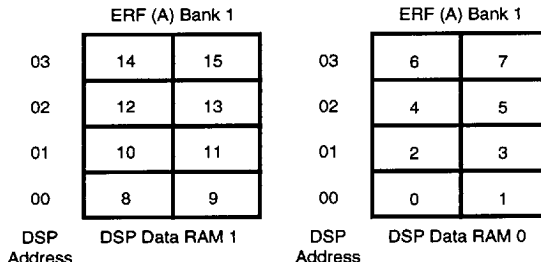 ERF (A) Bank 1
03 14 15
02 12 13
01 10 11
00 8 9
DSP Address
DSP Data RAM 1
ERF (A) Bank 1
03 6 7
02 4 5
01 2 3
00 0 1
DSP Address
DSP Data RAM 0